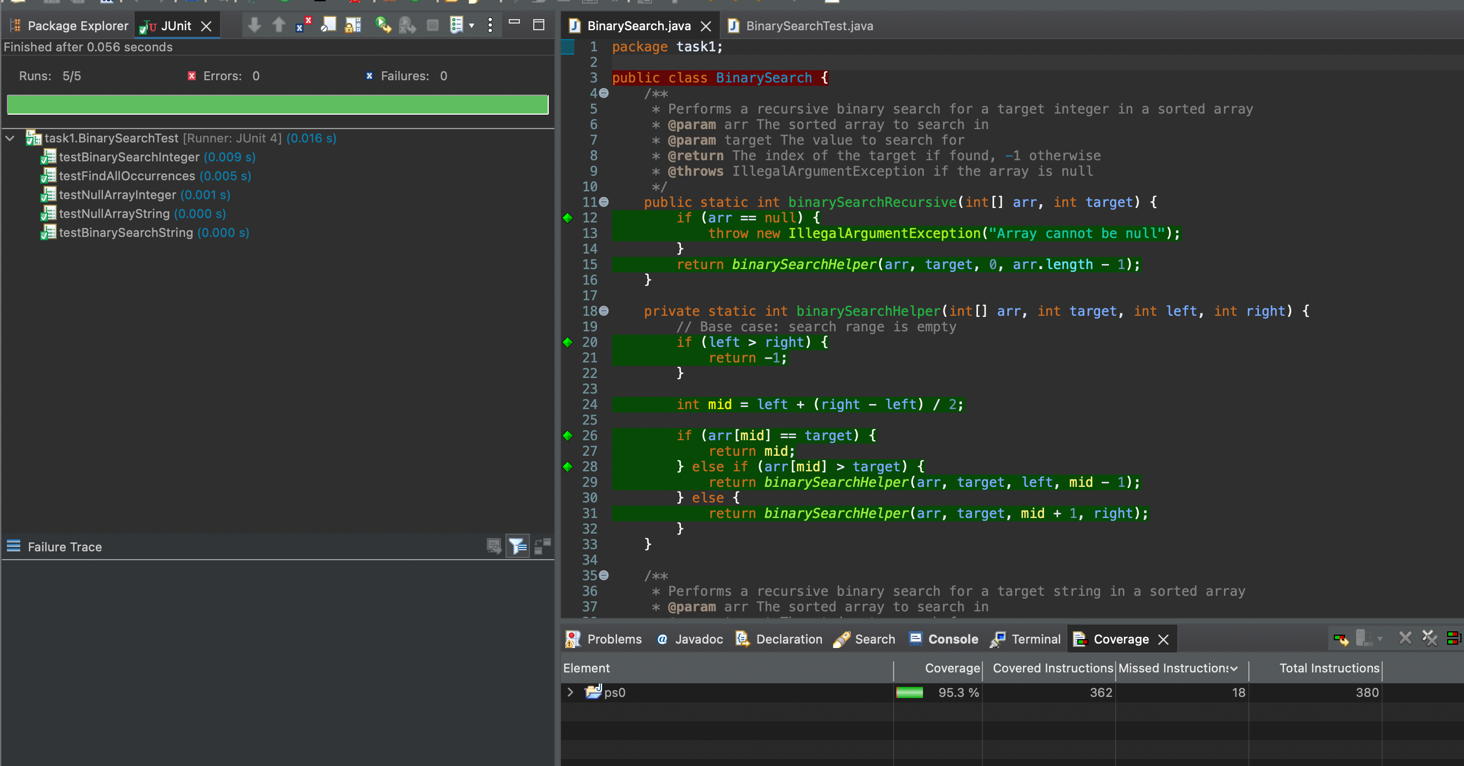 Package Explorer JUnit
Finished after 0.056 seconds
Runs: 5/5 Errors: 0 Failures: 0
task1.BinarySearchTest [Runner: JUnit 4] (0.016 s)
testBinarySearchInteger (0.009 s)
testFindAllOccurrences (0.005 s)
testNullArrayInteger (0.001 s)
testNullArrayString (0.000 s)
testBinarySearchString (0.000 s)
Failure Trace
BinarySearch.java BinarySearchTest.java
1 package task1;
2
3 public class BinarySearch {
4 /**
5 * Performs a recursive binary search for a target integer in a sorted array
6 * @param arr The sorted array to search in
7 * @param target The value to search for
8 * @return The index of the target if found, -1 otherwise
9 * @throws IllegalArgumentException if the array is null
10 */
11 public static int binarySearchRecursive(int[] arr, int target) {
12 if (arr == null) {
13 throw new IllegalArgumentException("Array cannot be null");
14 }
15 return binarySearchHelper(arr, target, 0, arr.length - 1);
16 }
17
18 private static int binarySearchHelper(int[] arr, int target, int left, int right) {
19 // Base case: search range is empty
20 if (left > right) {
21 return -1;
22 }
23
24 int mid = left + (right - left) / 2;
25
26 if (arr[mid] == target) {
27 return mid;
28 } else if (arr[mid] > target) {
29 return binarySearchHelper(arr, target, left, mid - 1);
30 } else {
31 return binarySearchHelper(arr, target, mid + 1, right);
32 }
33 }
34
35 /**
36 * Performs a recursive binary search for a target string in a sorted array
37 * @param arr The sorted array to search in
Problems Javadoc Declaration Search Console Terminal Coverage
Element Coverage Covered Instructions Missed Instructions Total Instructions
ps0 95.3 % 362 18 380